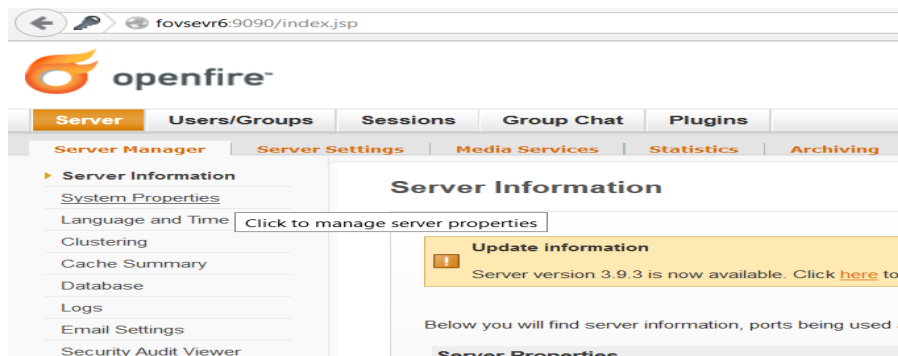 fovsevr6:9090/index.jsp
openfire™
Server Users/Groups Sessions Group Chat Plugins
Server Manager Server Settings Media Services Statistics Archiving
Server Information
System Properties
Language and Time
Click to manage server properties
Clustering
Cache Summary
Database
Logs
Email Settings
Security Audit Viewer
Server Information
Update information
Server version 3.9.3 is now available. Click here to
Below you will find server information, ports being used
Server Properties